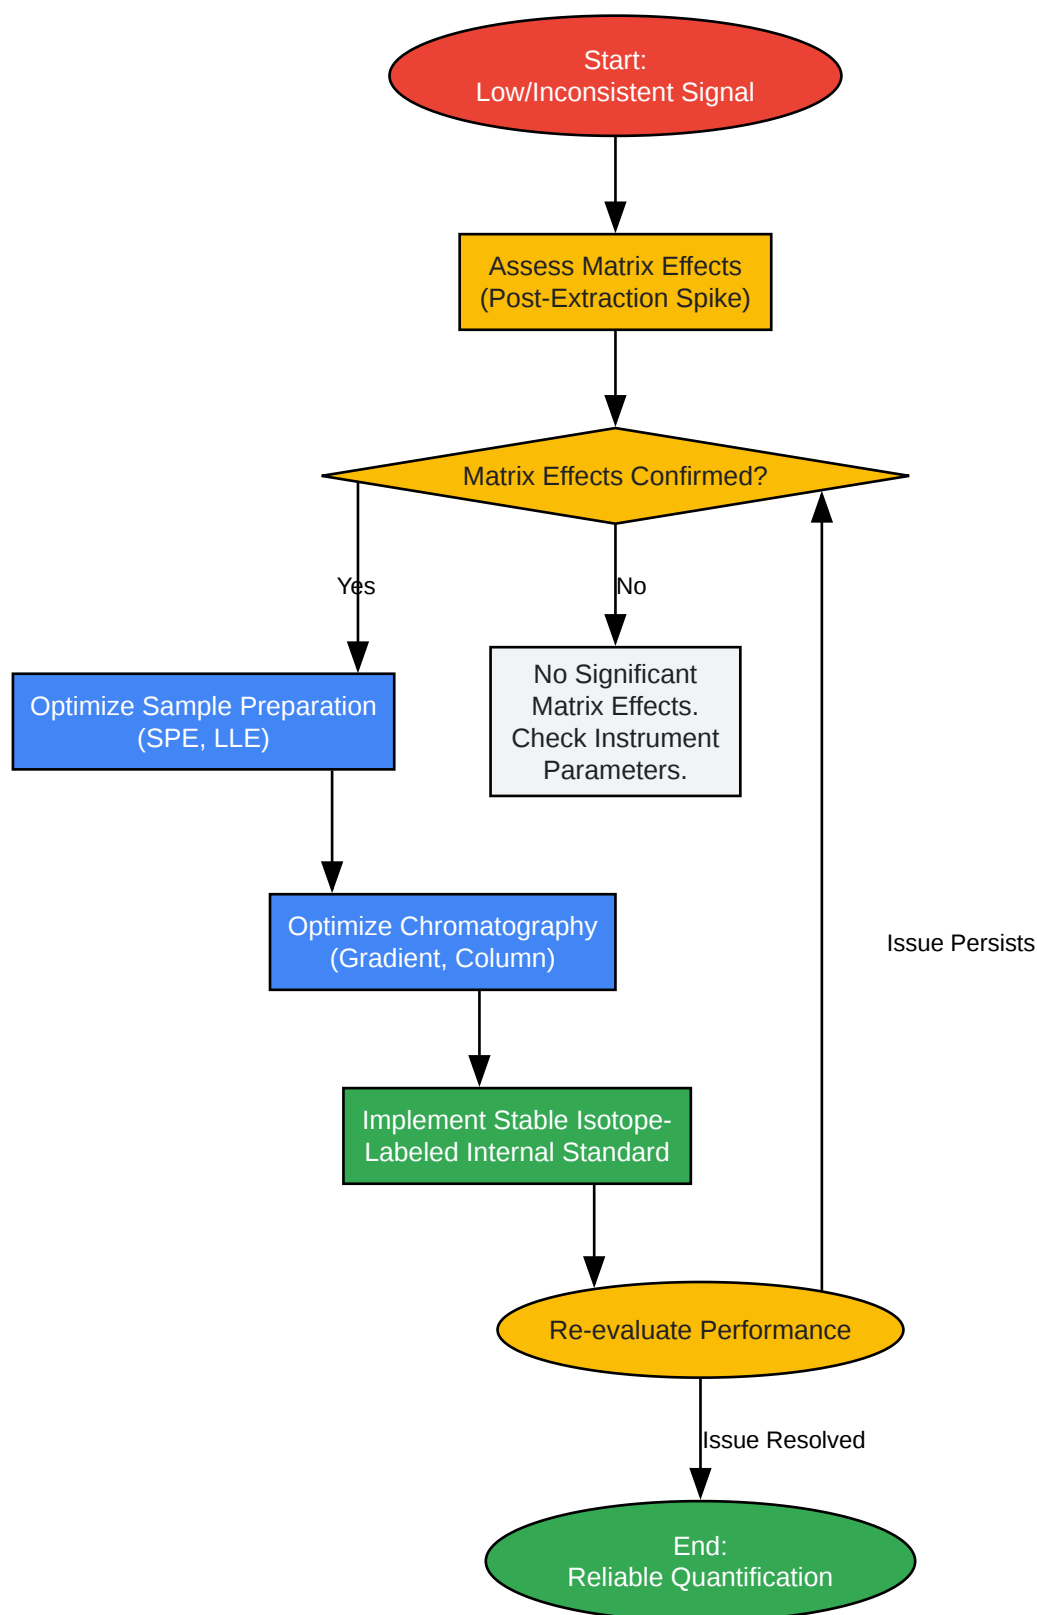 Start:
Low/Inconsistent Signal
Assess Matrix Effects
(Post-Extraction Spike)
Matrix Effects Confirmed?
Yes
No
No Significant
Matrix Effects.
Check Instrument
Parameters.
Optimize Sample Preparation
(SPE, LLE)
Optimize Chromatography
(Gradient, Column)
Issue Persists
Implement Stable Isotope-
Labeled Internal Standard
Re-evaluate Performance
Issue Resolved
End:
Reliable Quantification